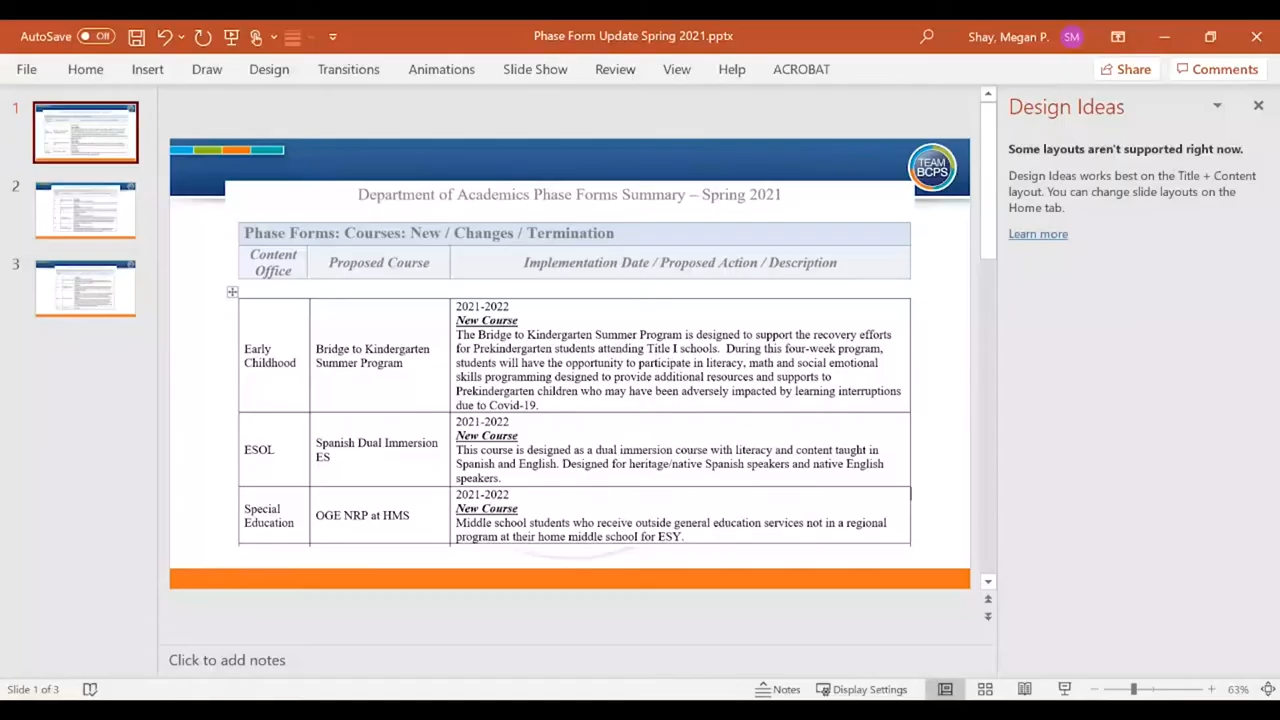 AutoSave Off Phase Form Update Spring 2021.pptx Shay, Megan P. SM
File Home Insert Draw Design Transitions Animations Slide Show Review View Help ACROBAT Share Comments
1
2
3
TEAM
BCPS
Department of Academics Phase Forms Summary – Spring 2021
Phase Forms: Courses: New / Changes / Termination
Content
Office
Proposed Course
Implementation Date / Proposed Action / Description
Early
Childhood
Bridge to Kindergarten
Summer Program
2021-2022
New Course
The Bridge to Kindergarten Summer Program is designed to support the recovery efforts
for Prekindergarten students attending Title I schools. During this four-week program,
students will have the opportunity to participate in literacy, math and social emotional
skills programming designed to provide additional resources and supports to
Prekindergarten children who may have been adversely impacted by learning interruptions
due to Covid-19.
ESOL
Spanish Dual Immersion
ES
2021-2022
New Course
This course is designed as a dual immersion course with literacy and content taught in
Spanish and English. Designed for heritage/native Spanish speakers and native English
speakers.
Special
Education
OGE NRP at HMS
2021-2022
New Course
Middle school students who receive outside general education services not in a regional
program at their home middle school for ESY.
Design Ideas
Some layouts aren't supported right now.
Design Ideas works best on the Title + Content
layout. You can change slide layouts on the
Home tab.
Learn more
Click to add notes
Slide 1 of 3 Notes Display Settings 63%